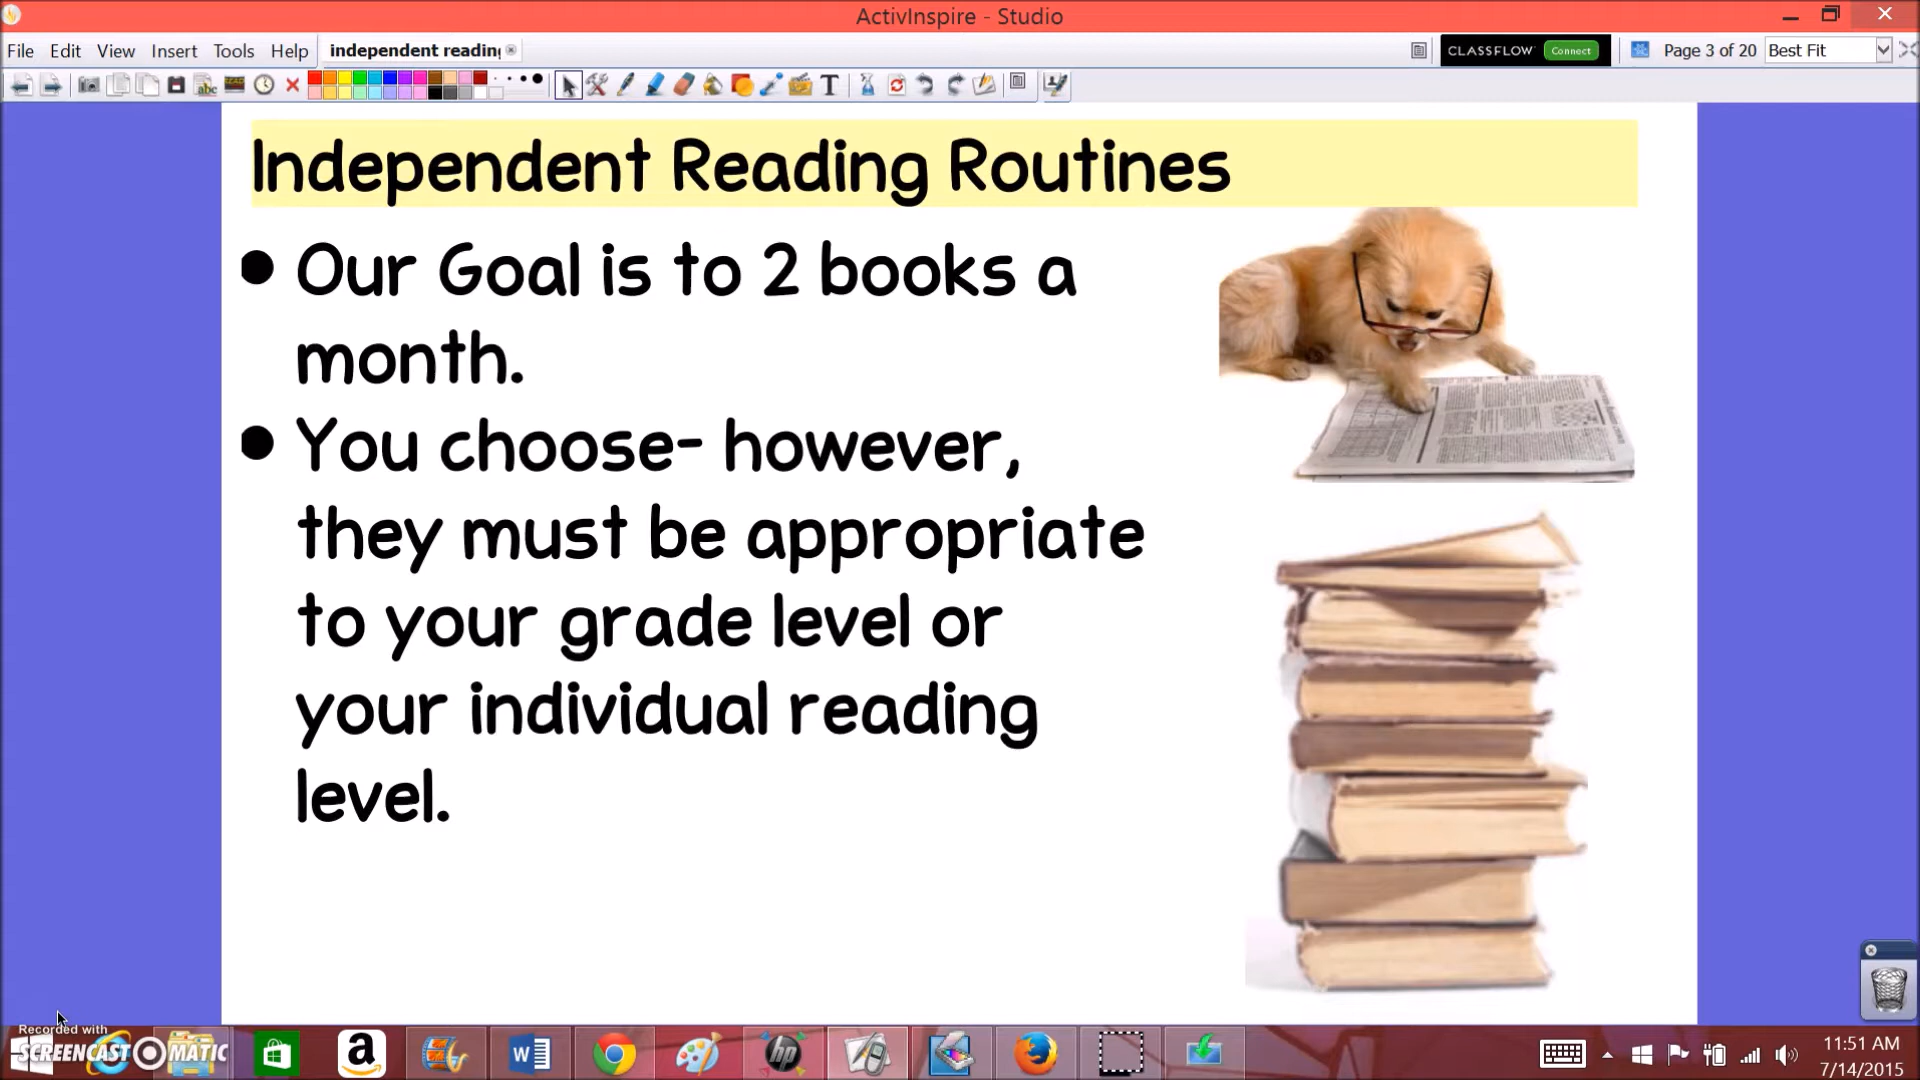 ActivInspire - Studio
File Edit View Insert Tools Help independent reading
CLASSFLOW Connect Page 3 of 20 Best Fit
Independent Reading Routines
Our Goal is to 2 books a
month.
You choose- however,
they must be appropriate
to your grade level or
your individual reading
level.
Recorded with
SCREENCAST MATIC
11:51 AM
7/14/2015